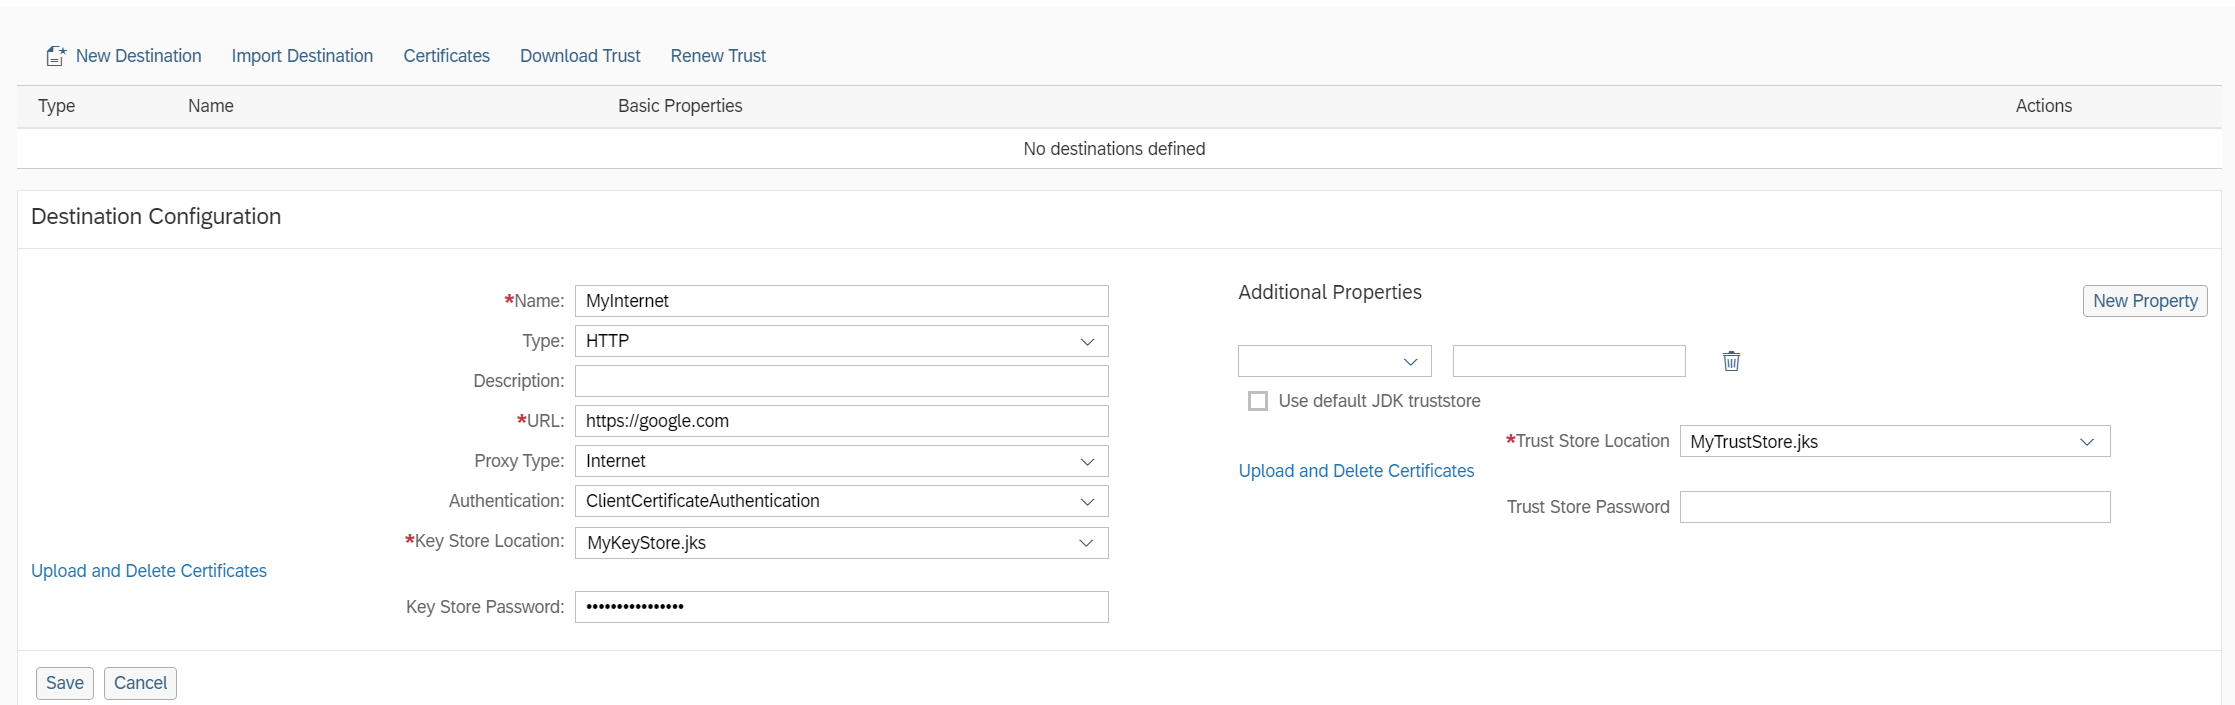 New Destination Import Destination Certificates Download Trust Renew Trust
Type Name Basic Properties Actions
No destinations defined
Destination Configuration
*Name: MyInternet
Type: HTTP
Description:
*URL: https://google.com
Proxy Type: Internet
Authentication: ClientCertificateAuthentication
*Key Store Location: MyKeyStore.jks
Upload and Delete Certificates
Key Store Password: ••••••••••••••••
Additional Properties
New Property
Use default JDK truststore
*Trust Store Location MyTrustStore.jks
Upload and Delete Certificates
Trust Store Password
Save Cancel